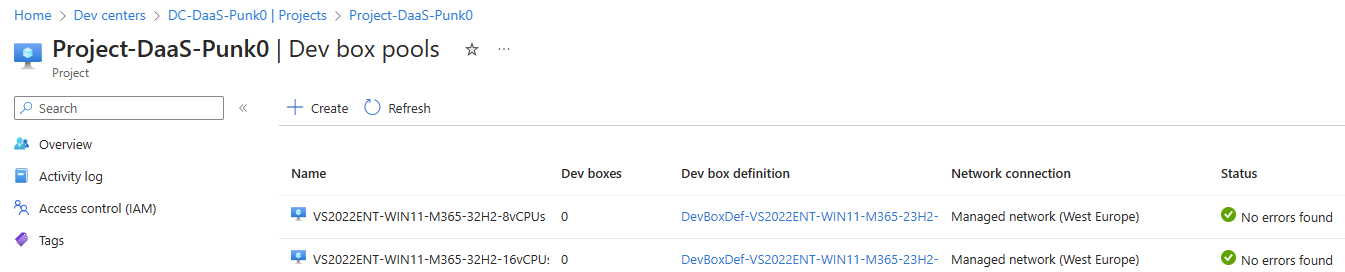 Home > Dev centers > DC-DaaS-Punk0 | Projects > Project-DaaS-Punk0
Project-DaaS-Punk0 | Dev box pools
Project
Search
Create
Refresh
Overview
Activity log
Access control (IAM)
Tags
Name Dev boxes Dev box definition Network connection Status
VS2022ENT-WIN11-M365-32H2-8vCPUs 0 DevBoxDef-VS2022ENT-WIN11-M365-23H2- Managed network (West Europe) No errors found
VS2022ENT-WIN11-M365-32H2-16vCPUs 0 DevBoxDef-VS2022ENT-WIN11-M365-23H2- Managed network (West Europe) No errors found